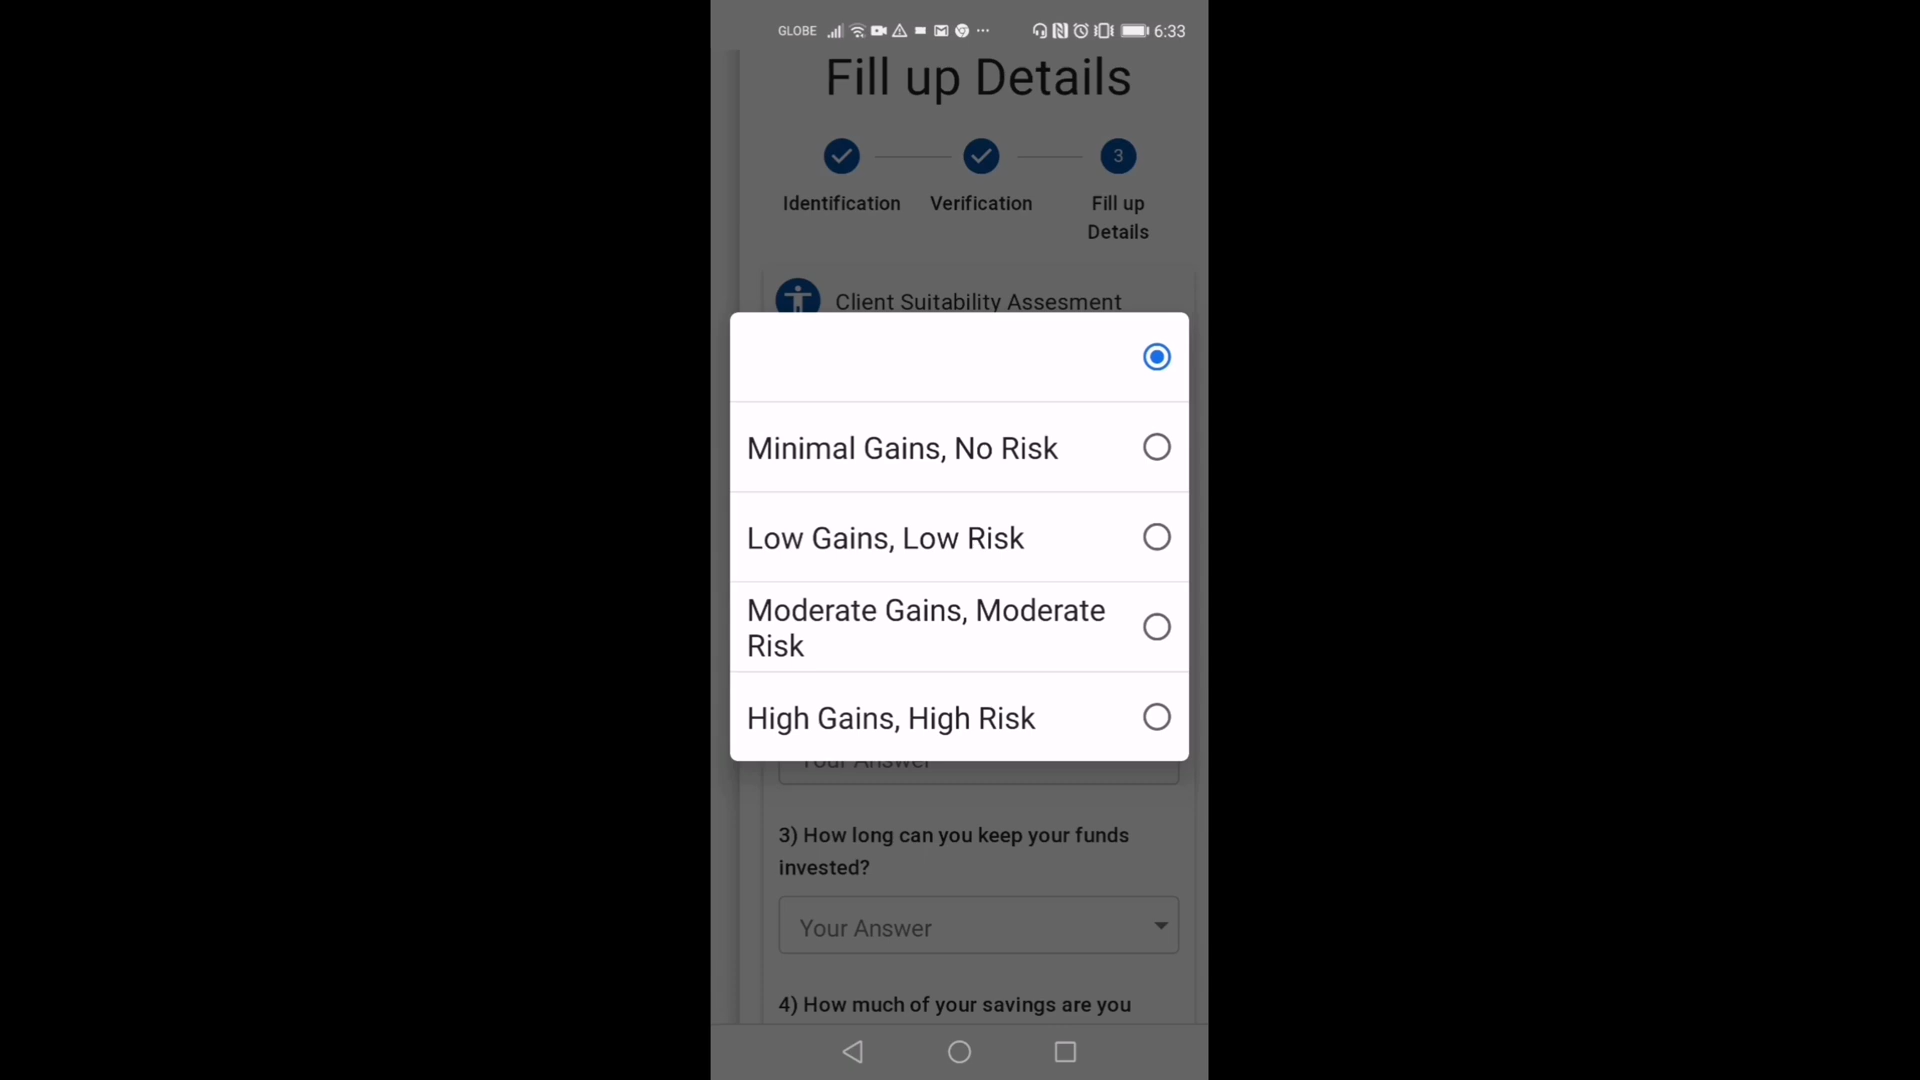 GLOBE 6:33
Fill up Details
3
Identification Verification Fill up
Details
Client Suitability Assesment
Minimal Gains, No Risk
Low Gains, Low Risk
Moderate Gains, Moderate
Risk
High Gains, High Risk
Your Answer
3) How long can you keep your funds
invested?
Your Answer
4) How much of your savings are you